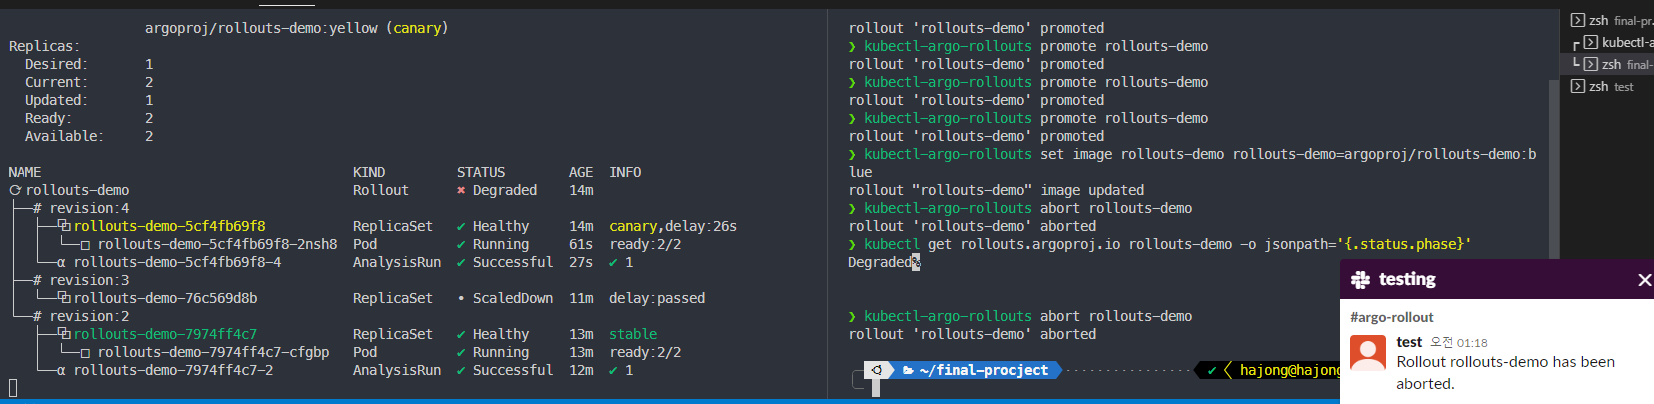 argoproj/rollouts-demo:yellow (canary)
Replicas:
Desired: 1
Current: 2
Updated: 1
Ready: 2
Available: 2
NAME KIND STATUS AGE INFO
⟳ rollouts-demo Rollout ✖ Degraded 14m
├──# revision:4
│ ├──⧉ rollouts-demo-5cf4fb69f8 ReplicaSet ✔ Healthy 14m canary,delay:26s
│ │ └──□ rollouts-demo-5cf4fb69f8-2nsh8 Pod ✔ Running 61s ready:2/2
│ └──α rollouts-demo-5cf4fb69f8-4 AnalysisRun ✔ Successful 27s ✔ 1
├──# revision:3
│ └──⧉ rollouts-demo-76c569d8b ReplicaSet • ScaledDown 11m delay:passed
└──# revision:2
├──⧉ rollouts-demo-7974ff4c7 ReplicaSet ✔ Healthy 13m stable
│ └──□ rollouts-demo-7974ff4c7-cfgbp Pod ✔ Running 13m ready:2/2
└──α rollouts-demo-7974ff4c7-2 AnalysisRun ✔ Successful 12m ✔ 1
rollout 'rollouts-demo' promoted
❯ kubectl-argo-rollouts promote rollouts-demo
rollout 'rollouts-demo' promoted
❯ kubectl-argo-rollouts promote rollouts-demo
rollout 'rollouts-demo' promoted
❯ kubectl-argo-rollouts promote rollouts-demo
rollout 'rollouts-demo' promoted
❯ kubectl-argo-rollouts set image rollouts-demo rollouts-demo=argoproj/rollouts-demo:b
lue
rollout "rollouts-demo" image updated
❯ kubectl-argo-rollouts abort rollouts-demo
rollout 'rollouts-demo' aborted
❯ kubectl get rollouts.argoproj.io rollouts-demo -o jsonpath='{.status.phase}'
Degraded%
❯ kubectl-argo-rollouts abort rollouts-demo
rollout 'rollouts-demo' aborted
~/final-procject ✔ hajong@hajong
zsh final-pr.
kubectl-a
zsh final-
zsh test
testing
#argo-rollout
test 오전 01:18
Rollout rollouts-demo has been
aborted.